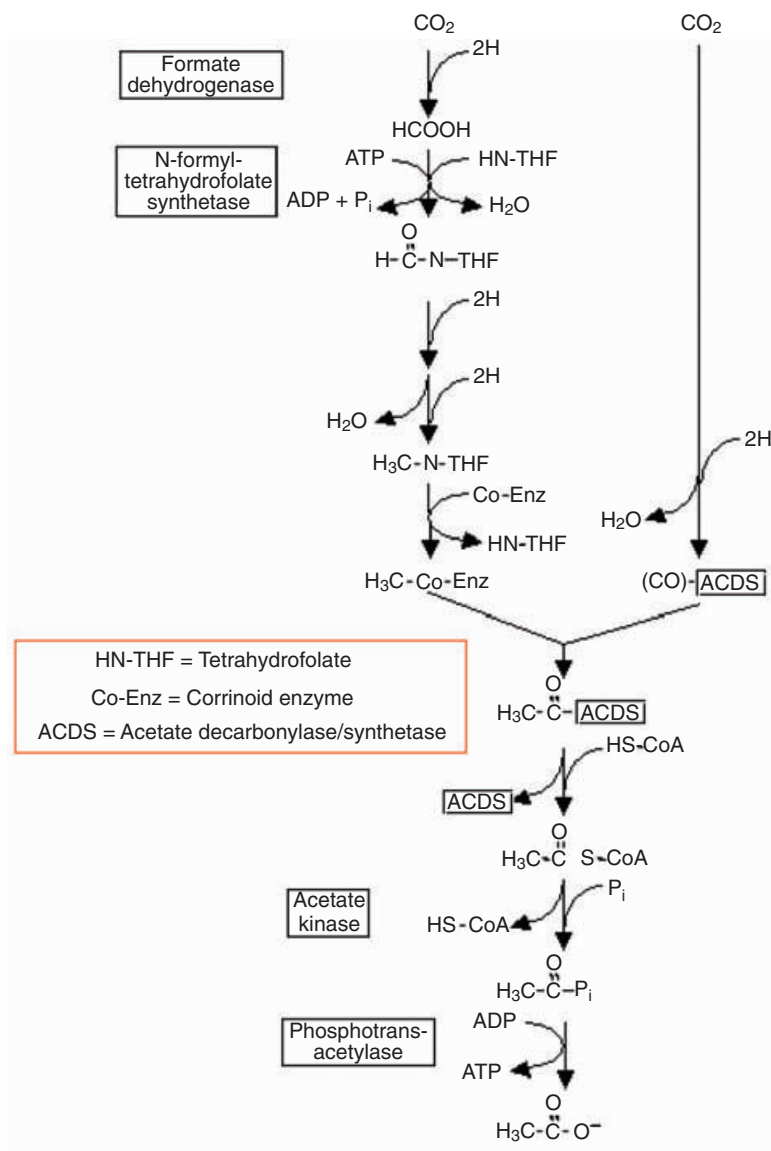 CO2
CO2
2H
Formate
dehydrogenase
HCOOH
N-formyl-
tetrahydrofolate
synthetase
ATP
HN-THF
ADP + Pi
H2O
O
H-C-N-THF
2H
2H
H2O
H3C-N-THF
2H
Co-Enz
H2O
HN-THF
H3C-Co-Enz
(CO)-ACDS
HN-THF = Tetrahydrofolate
Co-Enz = Corrinoid enzyme
ACDS = Acetate decarbonylase/synthetase
O
H3C-C-ACDS
HS-CoA
ACDS
O
H3C-C S-CoA
Acetate
kinase
Pi
HS-CoA
O
H3C-C-Pi
Phosphotrans-
acetylase
ADP
ATP
O
H3C-C-O−